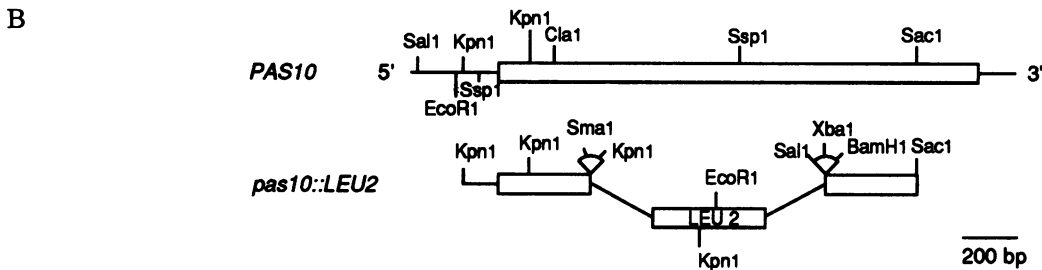 B
Kpn1
Sal1 Kpn1 Cla1 Ssp1 Sac1
PAS10 5' 3'
Ssp1
EcoR1
Sma1 Xba1
Kpn1 Kpn1 Kpn1 Sal1 BamH1 Sac1
EcoR1
pas10::LEU2
LEU 2
Kpn1
200 bp